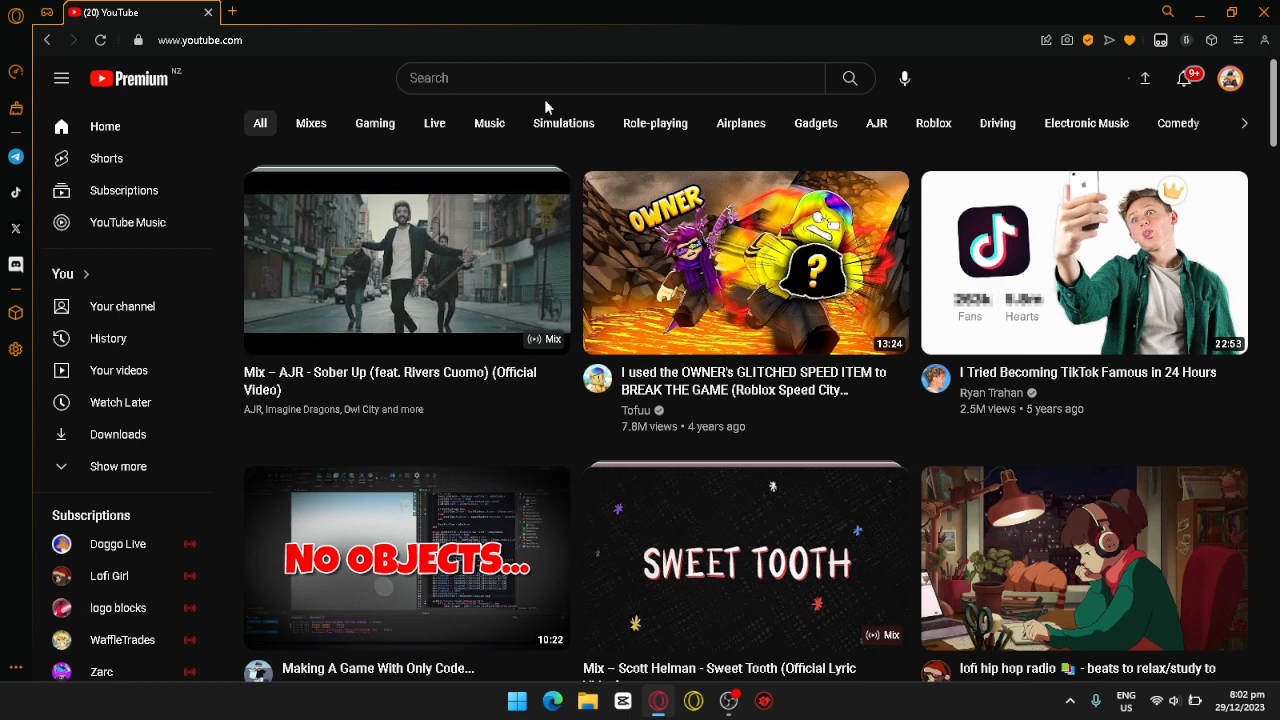 (20) YouTube
www.youtube.com
Premium NZ
Search
9+
All Mixes Gaming Live Music Simulations Role-playing Airplanes Gadgets AJR Roblox Driving Electronic Music Comedy
Home
Shorts
Subscriptions
YouTube Music
You
Your channel
History
Your videos
Watch Later
Downloads
Show more
Subscriptions
Doggo Live
Lofi Girl
logo blocks
WaffleTrades
Zarc
Mix
Mix – AJR - Sober Up (feat. Rivers Cuomo) (Official
Video)
AJR, Imagine Dragons, Owl City and more
OWNER
?
13:24
I used the OWNER's GLITCHED SPEED ITEM to
BREAK THE GAME (Roblox Speed City...
Tofuu
7.8M views • 4 years ago
Fans Hearts
22:53
I Tried Becoming TikTok Famous in 24 Hours
Ryan Trahan
2.5M views • 5 years ago
NO OBJECTS...
10:22
Making A Game With Only Code...
SWEET TOOTH
Mix
Mix – Scott Helman - Sweet Tooth (Official Lyric
lofi hip hop radio 📚 - beats to relax/study to
ENG
US
8:02 pm
29/12/2023